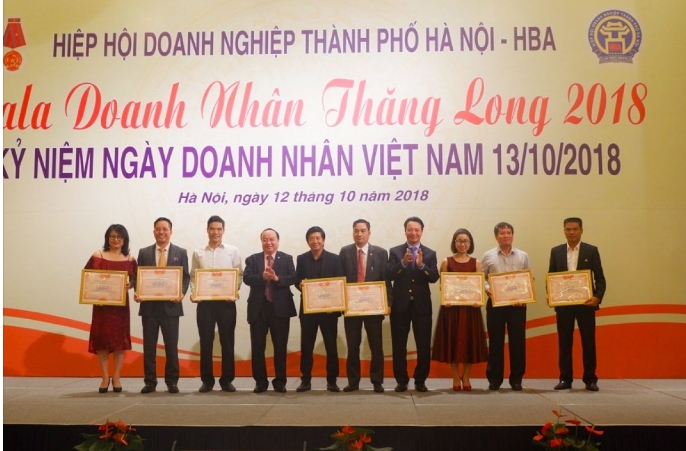 HIỆP HỘI DOANH NGHIỆP THÀNH PHỐ HÀ NỘI - HBA
ala Doanh Nhân Thăng Long 2018
KỶ NIỆM NGÀY DOANH NHÂN VIỆT NAM 13/10/2018
Hà Nội, ngày 12 tháng 10 năm 2018